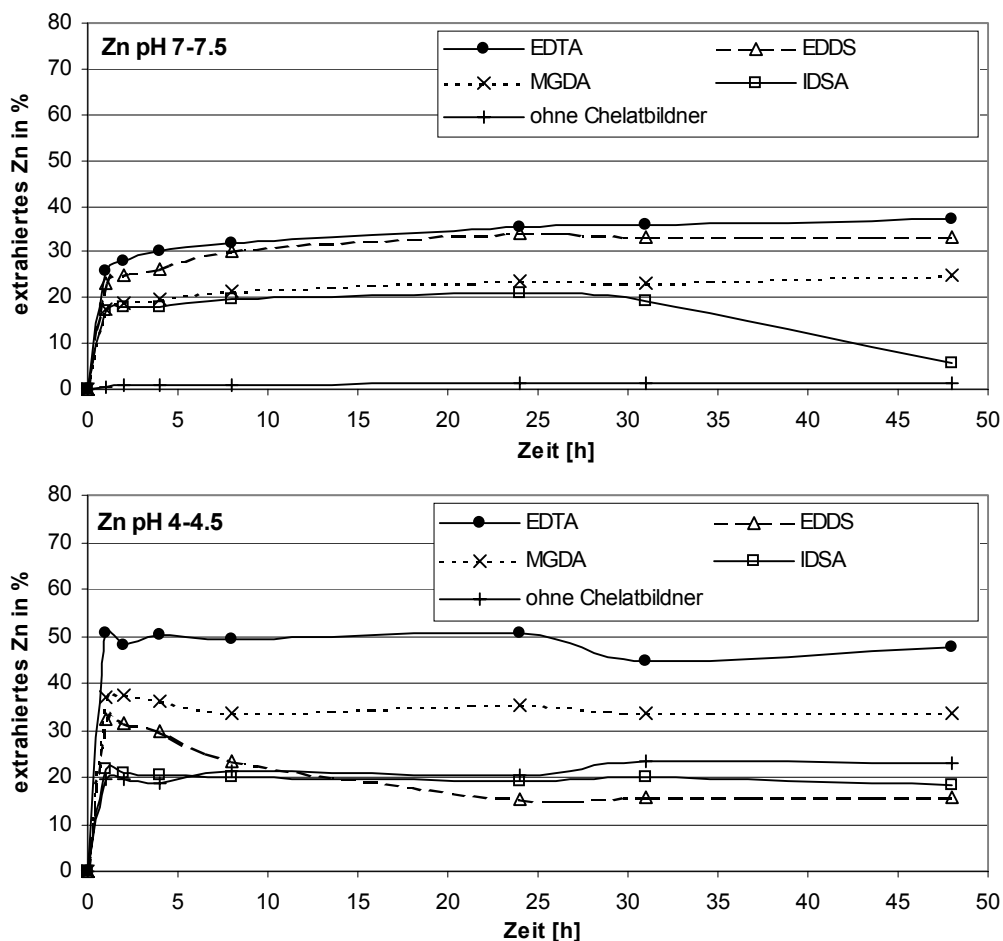 Zn pH 7-7.5
EDTA
EDDS
MGDA
IDSA
ohne Chelatbildner
extrahiertes Zn in %
80
70
60
50
40
30
20
10
0
0 5 10 15 20 25 30 35 40 45 50
Zeit [h]
Zn pH 4-4.5
EDTA
EDDS
MGDA
IDSA
ohne Chelatbildner
extrahiertes Zn in %
80
70
60
50
40
30
20
10
0
0 5 10 15 20 25 30 35 40 45 50
Zeit [h]